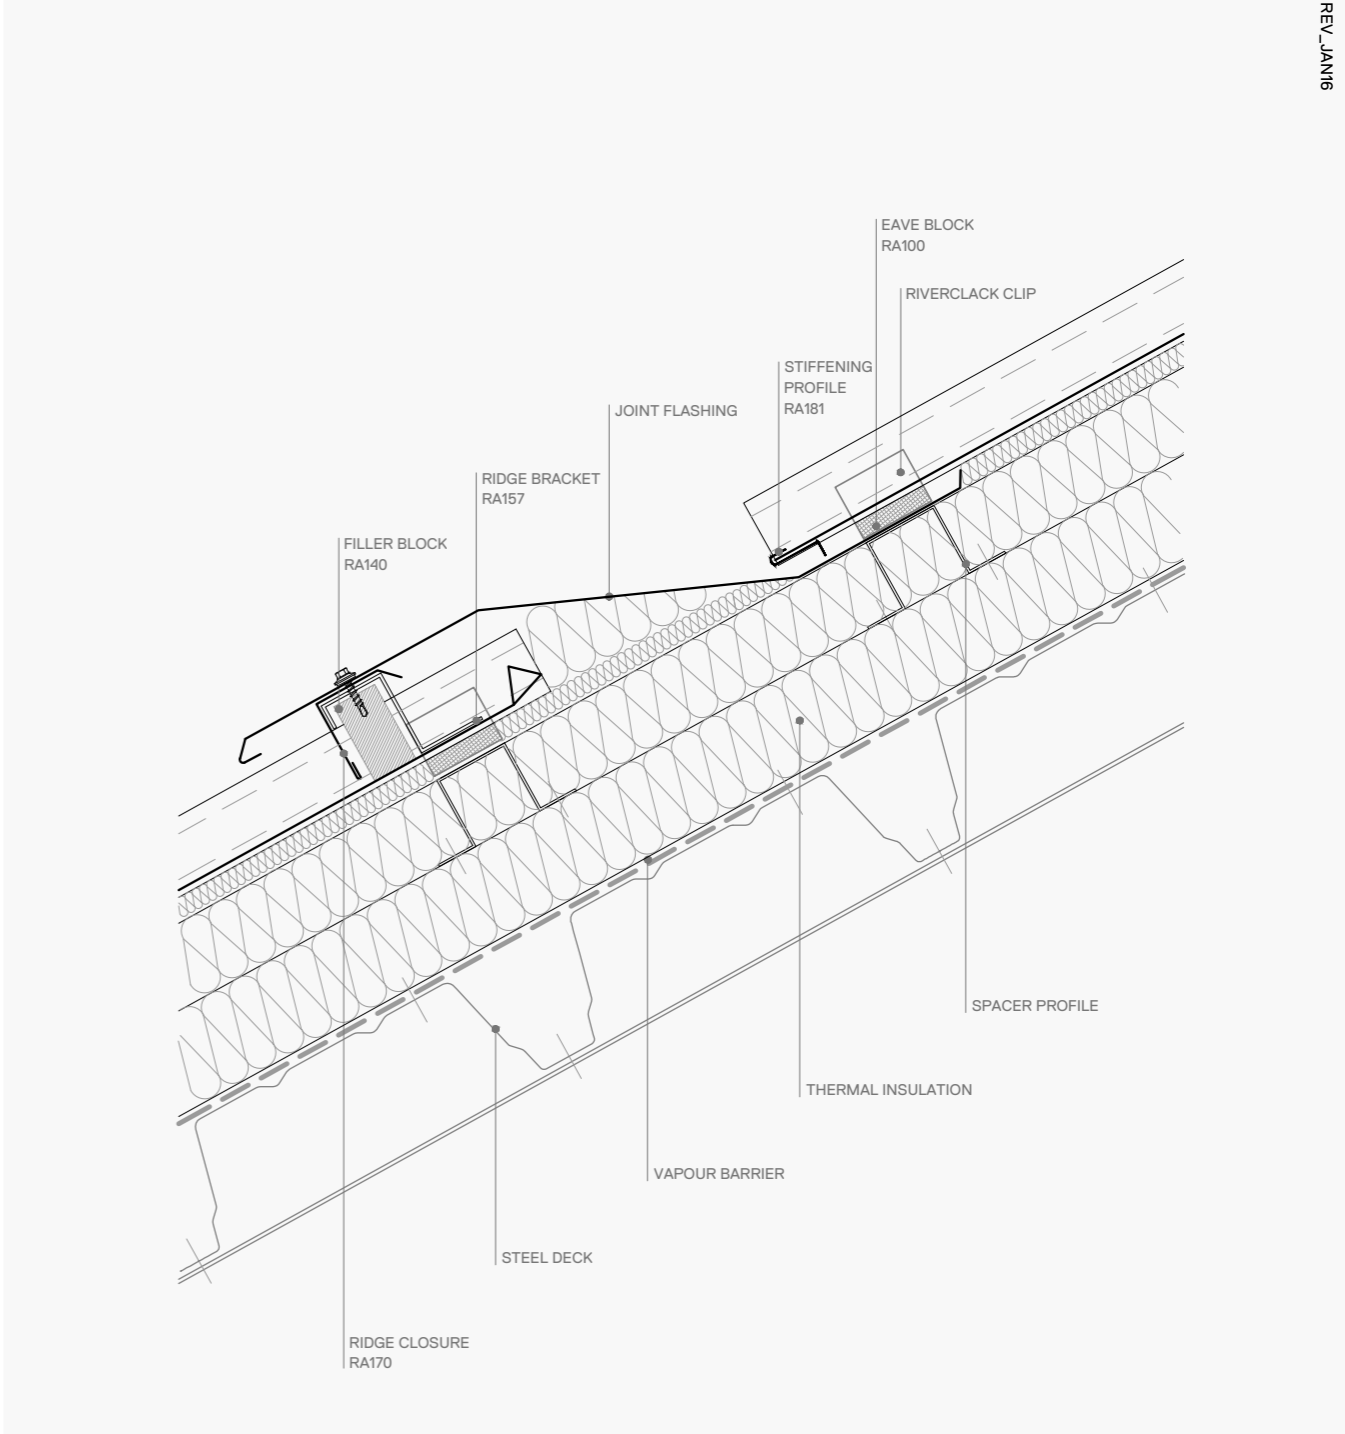 REV_JAN16
EAVE BLOCK
RA100
RIVERCLACK CLIP
STIFFENING
PROFILE
RA181
JOINT FLASHING
RIDGE BRACKET
RA157
FILLER BLOCK
RA140
SPACER PROFILE
THERMAL INSULATION
VAPOUR BARRIER
STEEL DECK
RIDGE CLOSURE
RA170